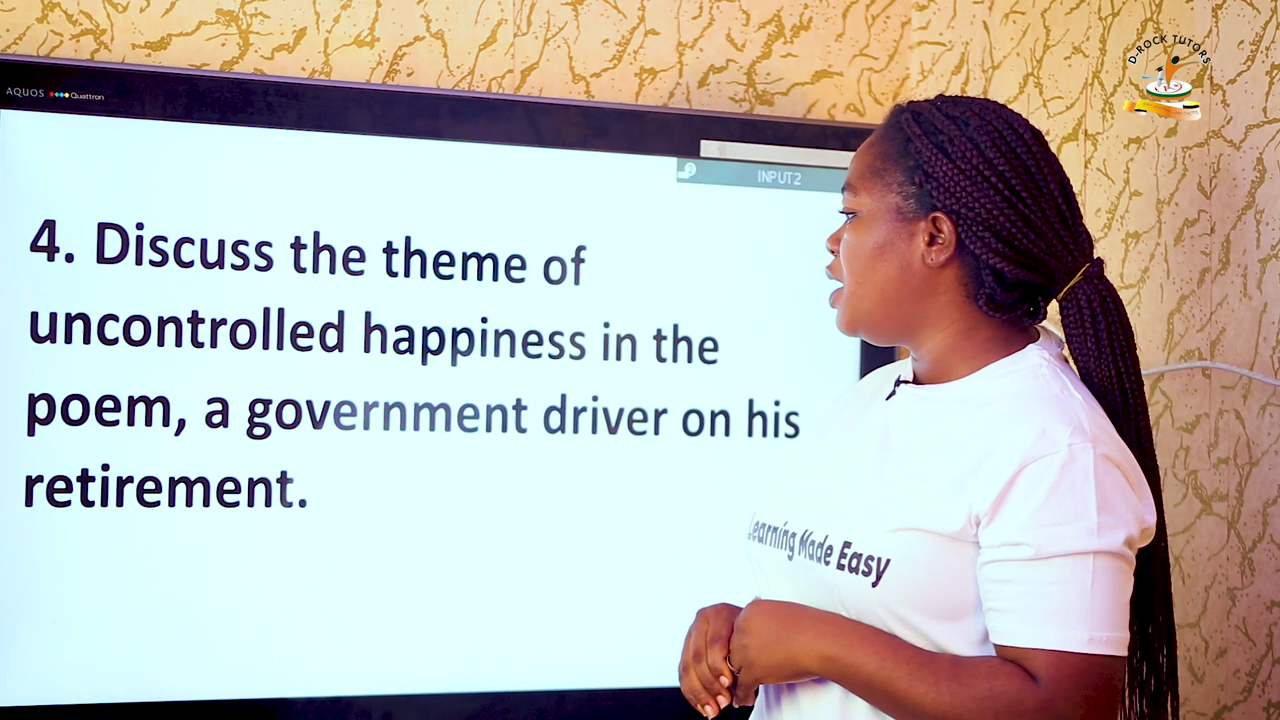 D-ROCK TUTORS
AQUOS Quattron
INPUT2
4. Discuss the theme of
uncontrolled happiness in the
poem, a government driver on his
retirement.
Learning Made Easy